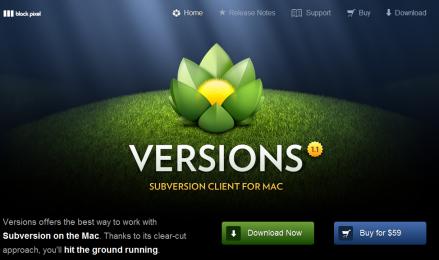 black pixel
Home Release Notes Support Buy Download
VERSIONS 1.1
SUBVERSION CLIENT FOR MAC
Versions offers the best way to work with
Subversion on the Mac. Thanks to its clear-cut
approach, you'll hit the ground running.
Download Now
Buy for $59